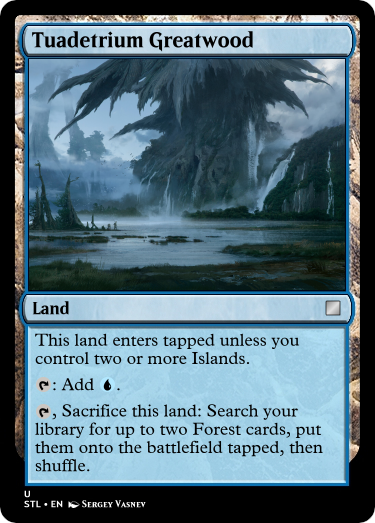 Tuadetrium Greatwood
Land
This land enters tapped unless you
control two or more Islands.
: Add .
, Sacrifice this land: Search your
library for up to two Forest cards, put
them onto the battlefield tapped, then
shuffle.
U
STL • EN Sergey Vasnev